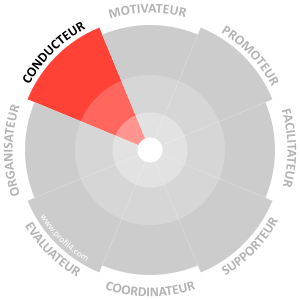 MOTIVATEUR
PROMOTEUR
FACILITATEUR
SUPPORTEUR
COORDINATEUR
EVALUATEUR
ORGANISATEUR
CONDUCTEUR
www.profil4.com